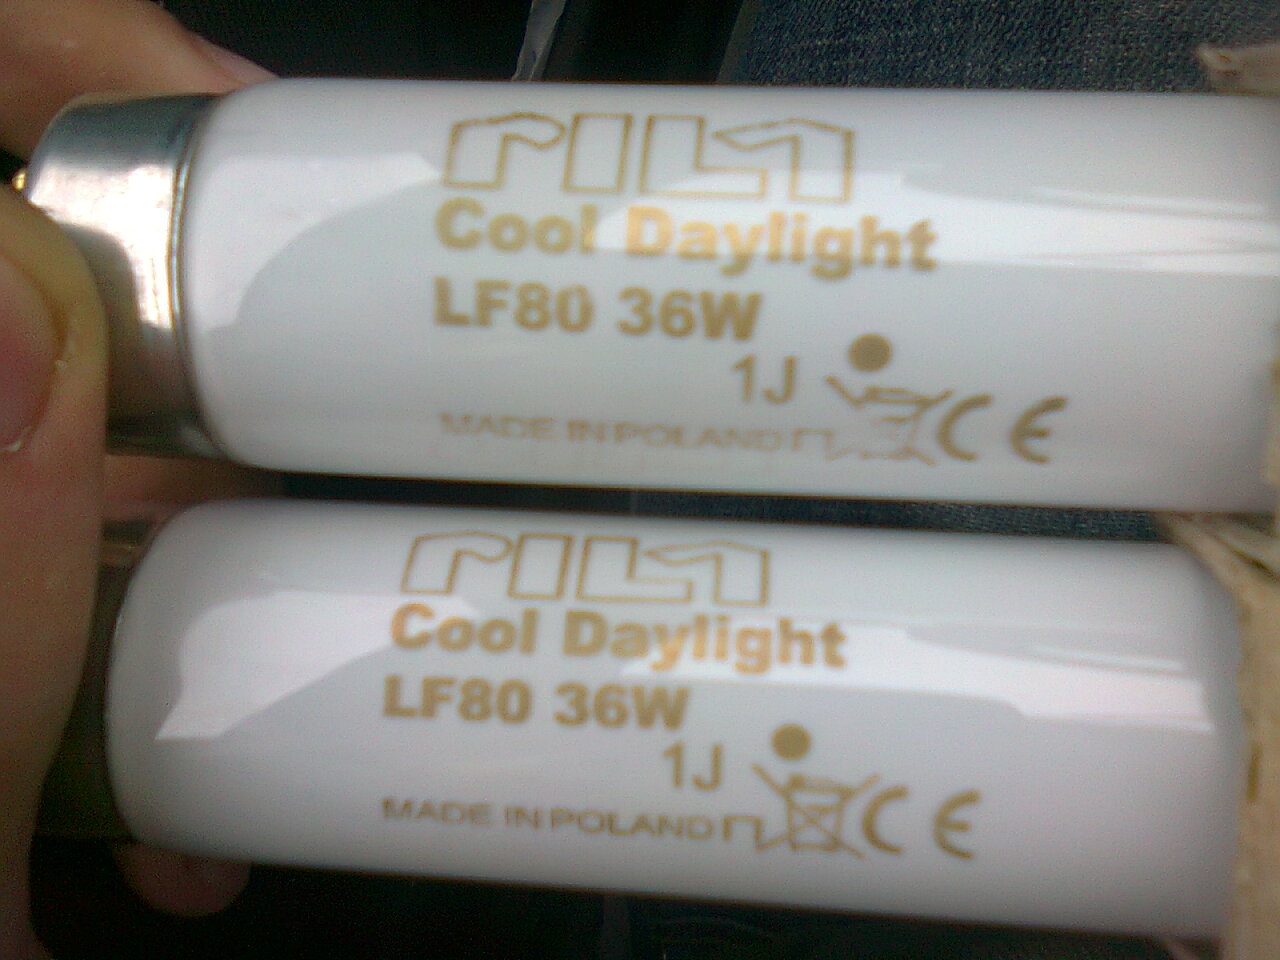 PILA
Cool Daylight
LF80 36W
1J
MADE IN POLAND CE
PILA
Cool Daylight
LF80 36W
1J
MADE IN POLAND CE